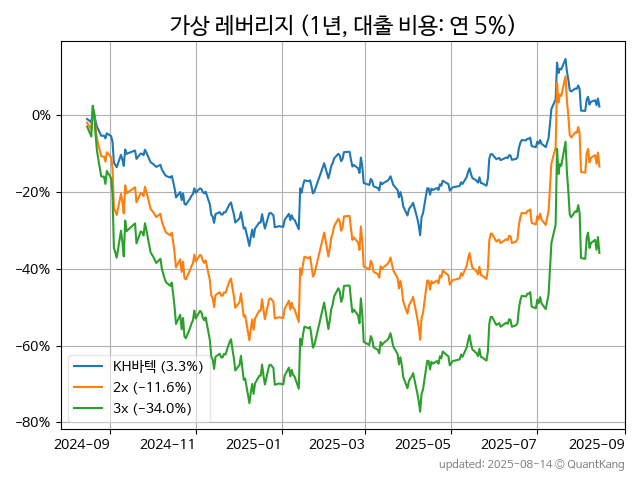 가상 레버리지 (1년, 대출 비용: 연 5%)
0%
−20%
−40%
−60%
−80%
KH바텍 (3.3%)
2x (−11.6%)
3x (−34.0%)
2024−09 2024−11 2025−01 2025−03 2025−05 2025−07 2025−09
updated: 2025-08-14 © QuantKang